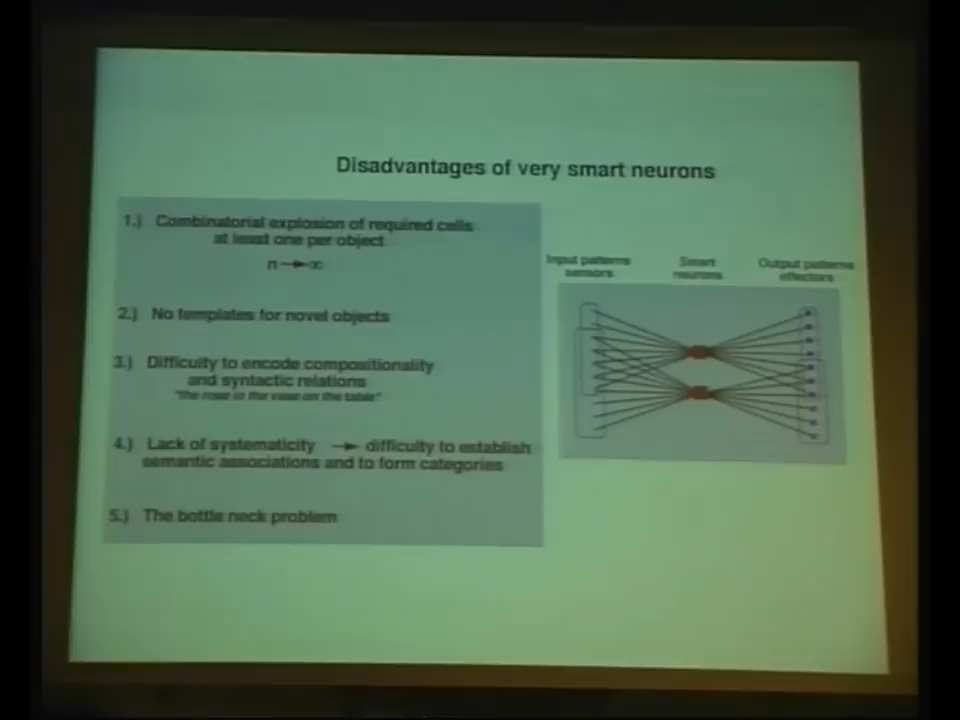 Disadvantages of very smart neurons
1.) Combinatorial explosion of required cells
at least one per object
n → ∞
2.) No templates for novel objects
3.) Difficulty to encode compositionality
and syntactic relations
"the rose in the vase on the table"
4.) Lack of systematicity → difficulty to establish
semantic associations and to form categories
5.) The bottle neck problem
Input patterns
sensors
Smart
neurons
Output patterns
effectors